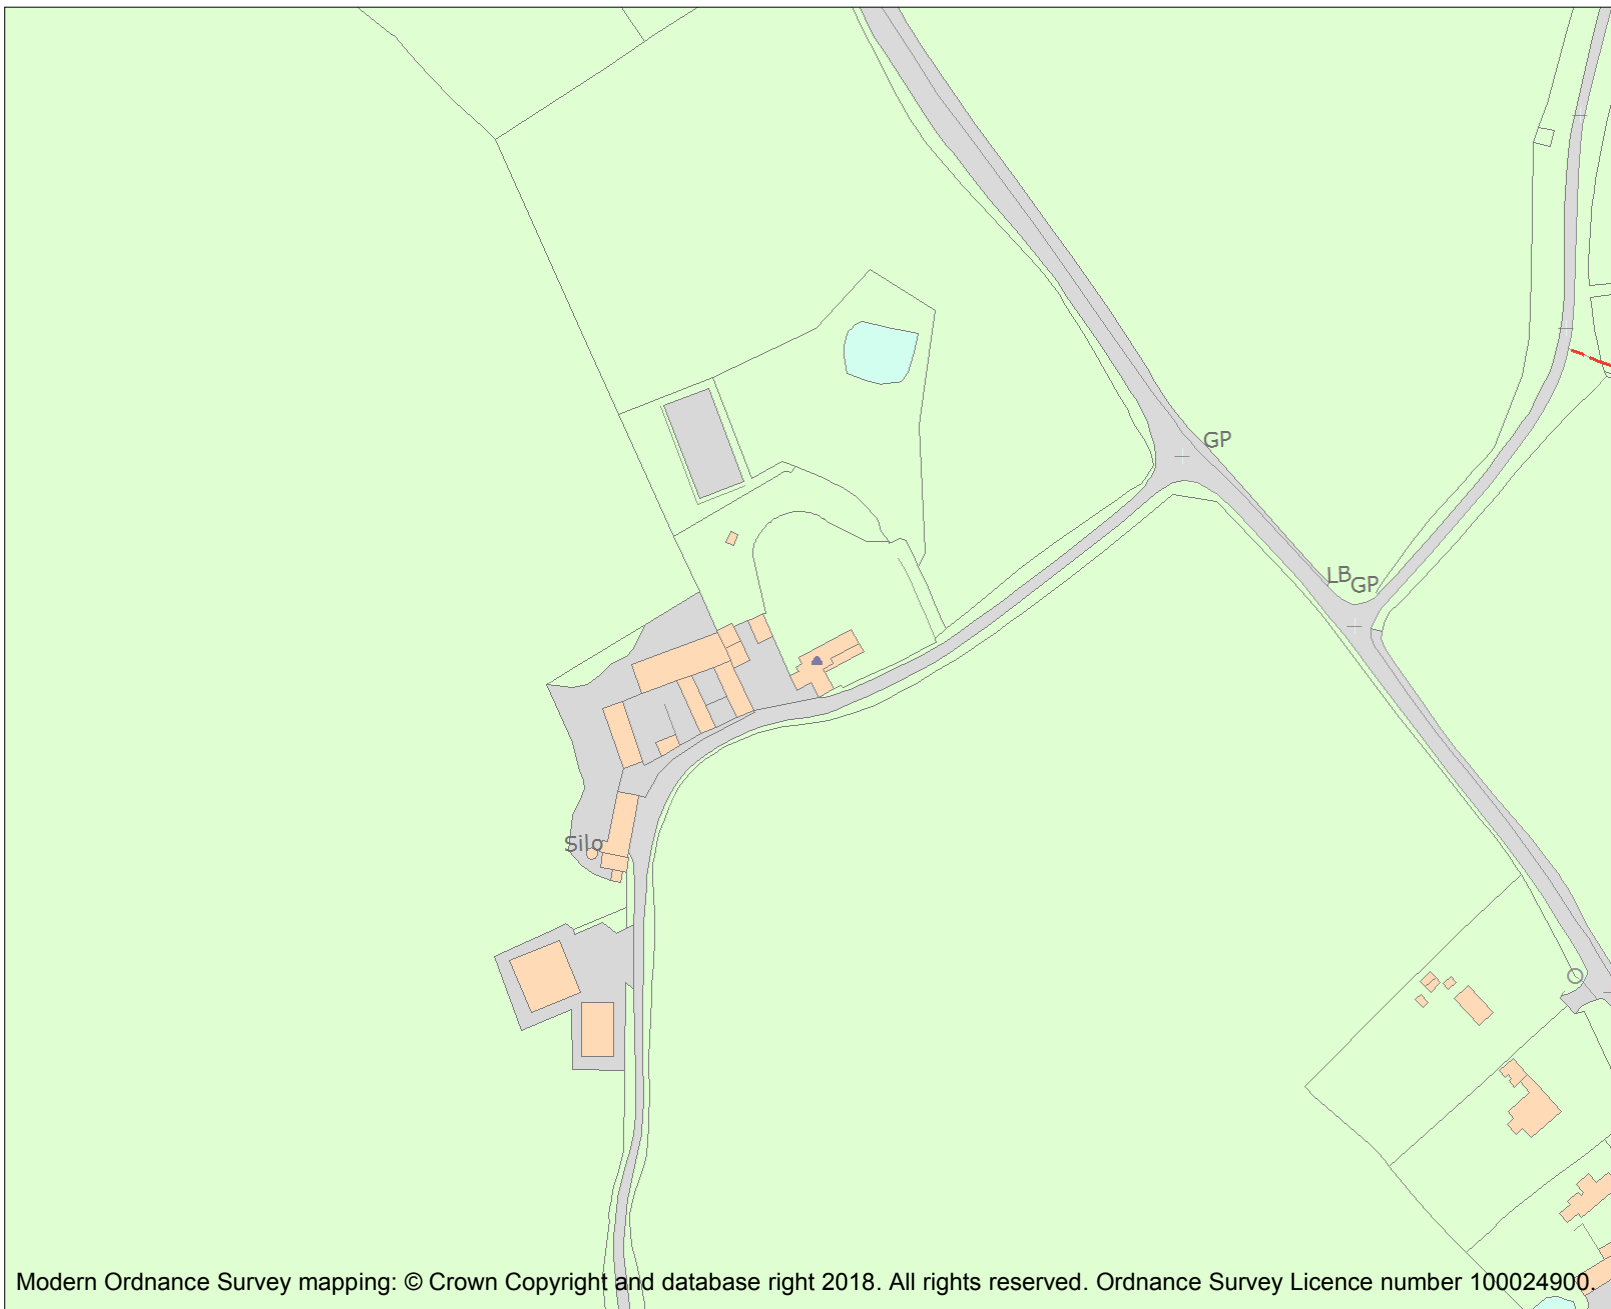 GP
LB
GP
Silo
Modern Ordnance Survey mapping: © Crown Copyright and database right 2018. All rights reserved. Ordnance Survey Licence number 100024900.